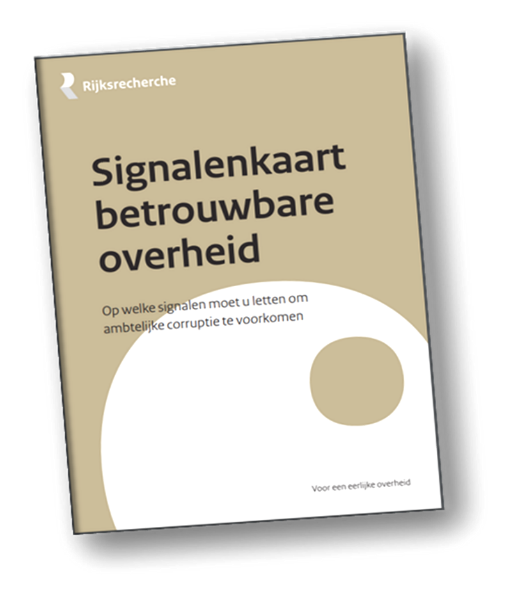 Rijksrecherche
Signalenkaart
betrouwbare
overheid
Op welke signalen moet u letten om
ambtelijke corruptie te voorkomen
Voor een eerlijke overheid